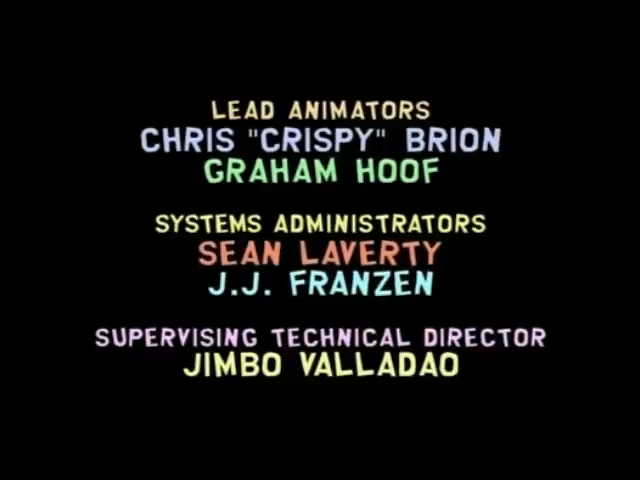 LEAD ANIMATORS
CHRIS "CRISPY" BRION
GRAHAM HOOF
SYSTEMS ADMINISTRATORS
SEAN LAVERTY
J.J. FRANZEN
SUPERVISING TECHNICAL DIRECTOR
JIMBO VALLADAO